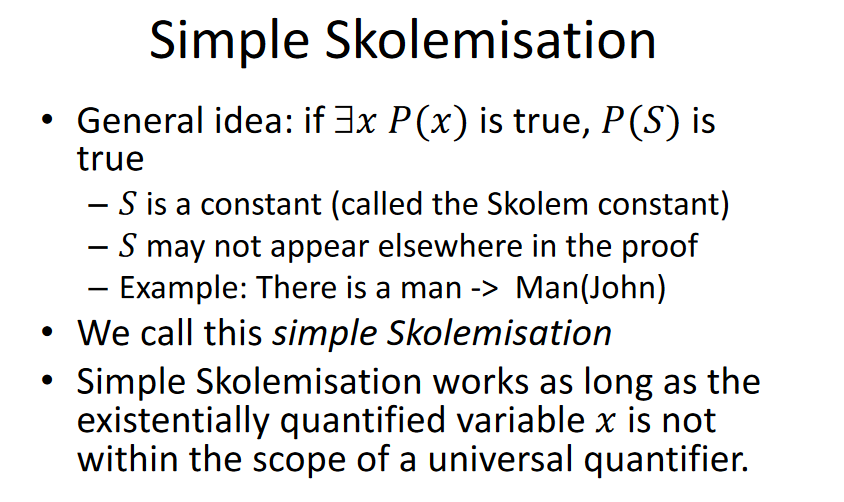 Simple Skolemisation
• General idea: if ∃𝑥 𝑃(𝑥) is true, 𝑃(𝑆) is
true
– 𝑆 is a constant (called the Skolem constant)
– 𝑆 may not appear elsewhere in the proof
– Example: There is a man -> Man(John)
• We call this simple Skolemisation
• Simple Skolemisation works as long as the
existentially quantified variable 𝑥 is not
within the scope of a universal quantifier.